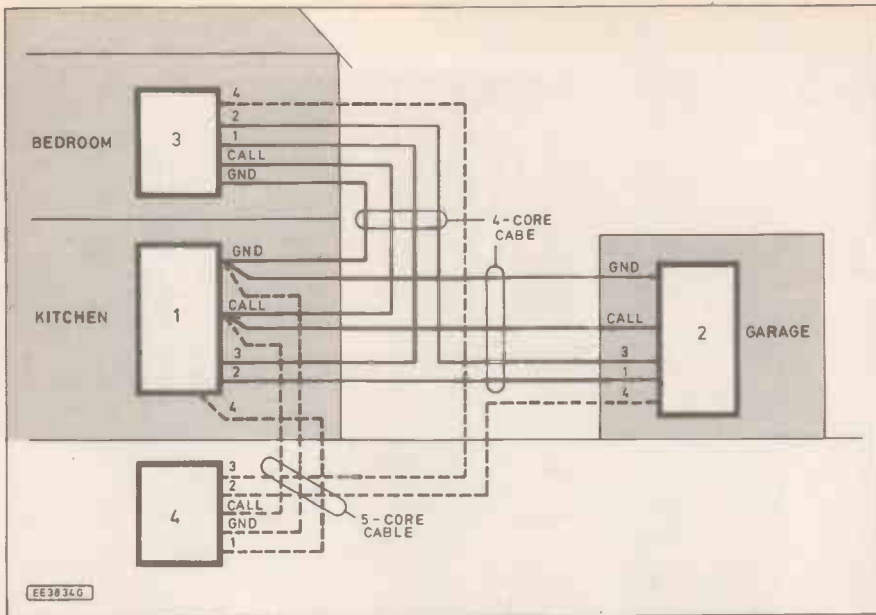 BEDROOM
3
4
2
1
CALL
GND
4-CORE
CABE
KITCHEN
1
GND
CALL
3
2
4
GND
CALL
3
1
4
2
GARAGE
4
3
2
CALL
GND
1
5-CORE
CABLE
EE3834G